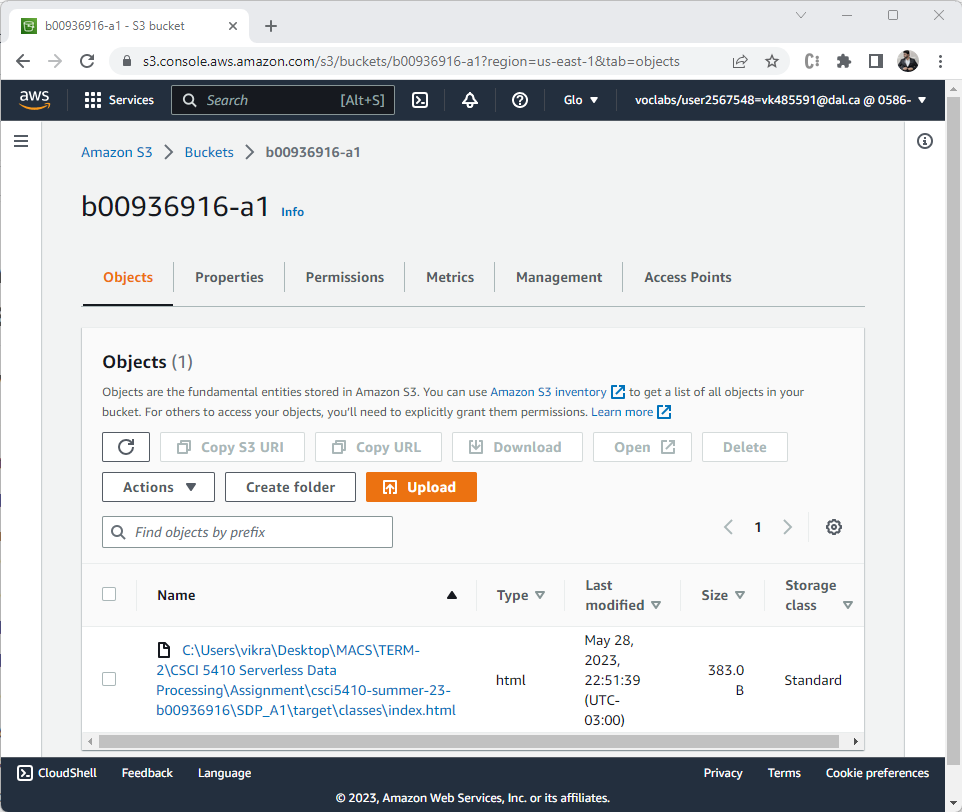 b00936916-a1 - S3 bucket
s3.console.aws.amazon.com/s3/buckets/b00936916-a1?region=us-east-1&tab=objects
aws Services Search [Alt+S] Glo voclabs/user2567548=vk485591@dal.ca @ 0586-
Amazon S3 Buckets b00936916-a1
b00936916-a1 Info
Objects Properties Permissions Metrics Management Access Points
Objects (1)
Objects are the fundamental entities stored in Amazon S3. You can use Amazon S3 inventory to get a list of all objects in your
bucket. For others to access your objects, you'll need to explicitly grant them permissions. Learn more
Copy S3 URI Copy URL Download Open Delete
Actions Create folder Upload
Find objects by prefix 1
Name Type Last modified Size Storage class
C:\Users\vikra\Desktop\MACS\TERM-
2\CSCI 5410 Serverless Data
Processing\Assignment\csci5410-summer-23-
b00936916\SDP_A1\target\classes\index.html
html
May 28,
2023,
22:51:39
(UTC-
03:00)
383.0
B
Standard
CloudShell Feedback Language Privacy Terms Cookie preferences
© 2023, Amazon Web Services, Inc. or its affiliates.